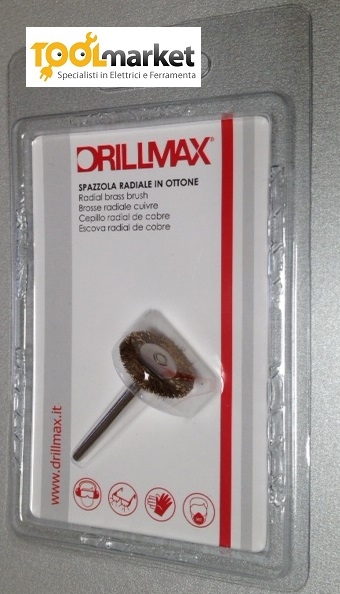 TOOLmarket
Specialisti in Elettrici e Ferramenta
DRILLMAX®
SPAZZOLA RADIALE IN OTTONE
Radial brass brush
Brosse radiale cuivre
Cepillo radial de cobre
Escova radial de cobre
www.drillmax.it